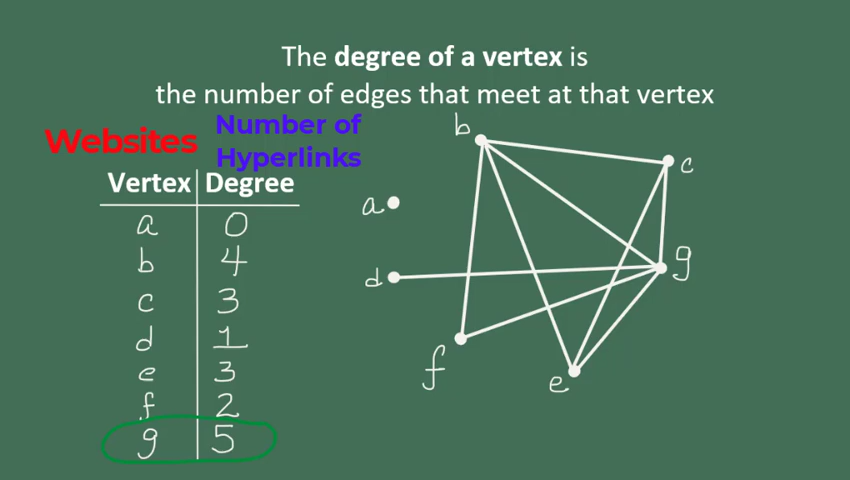 The degree of a vertex is
the number of edges that meet at that vertex
Websites
Number of
Hyperlinks
Vertex Degree
a 0
b 4
c 3
d 1
e 3
f 2
g 5
b
c
a
g
d
f
e